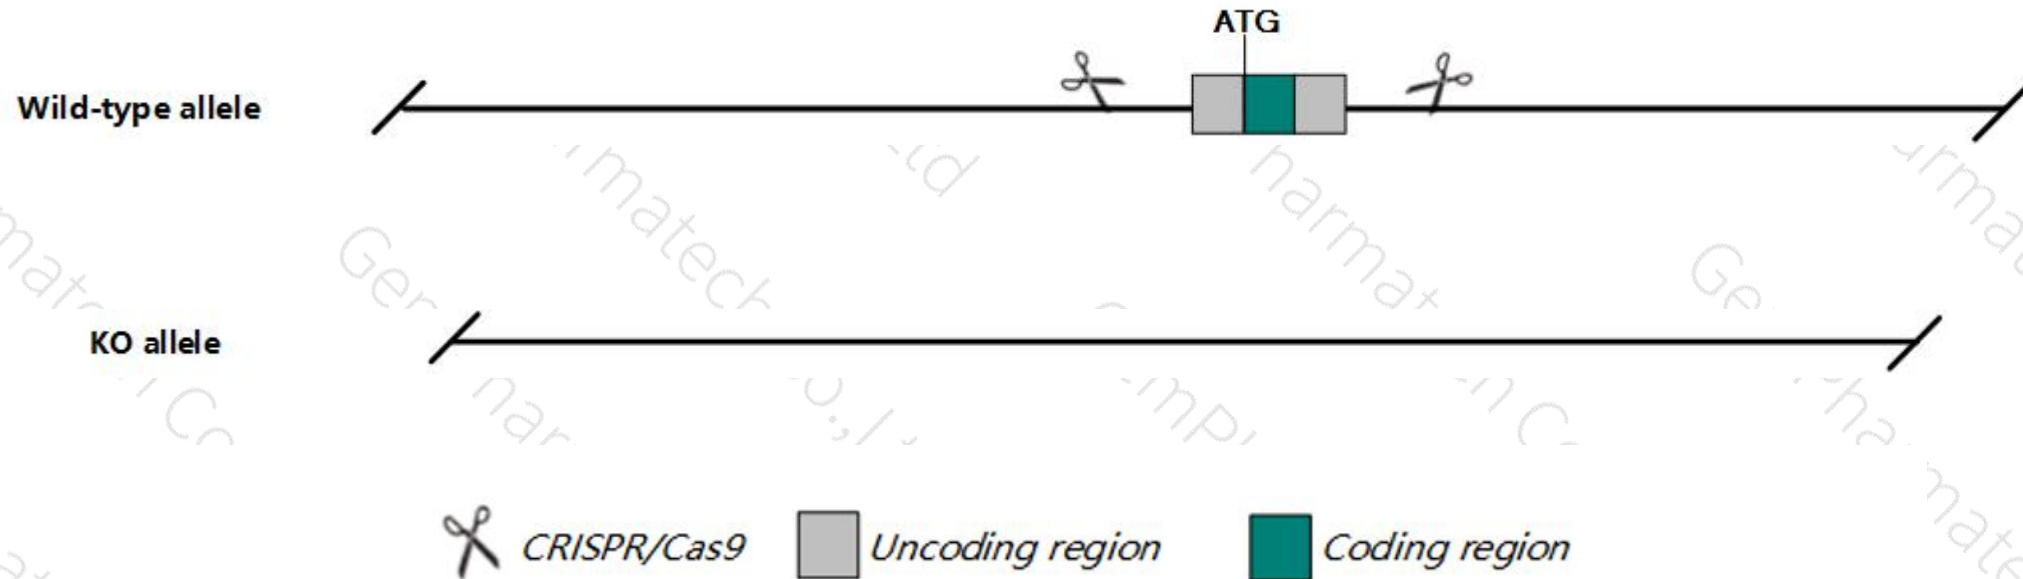 ATG
Wild-type allele
KO allele
CRISPR/Cas9
Uncoding region
Coding region